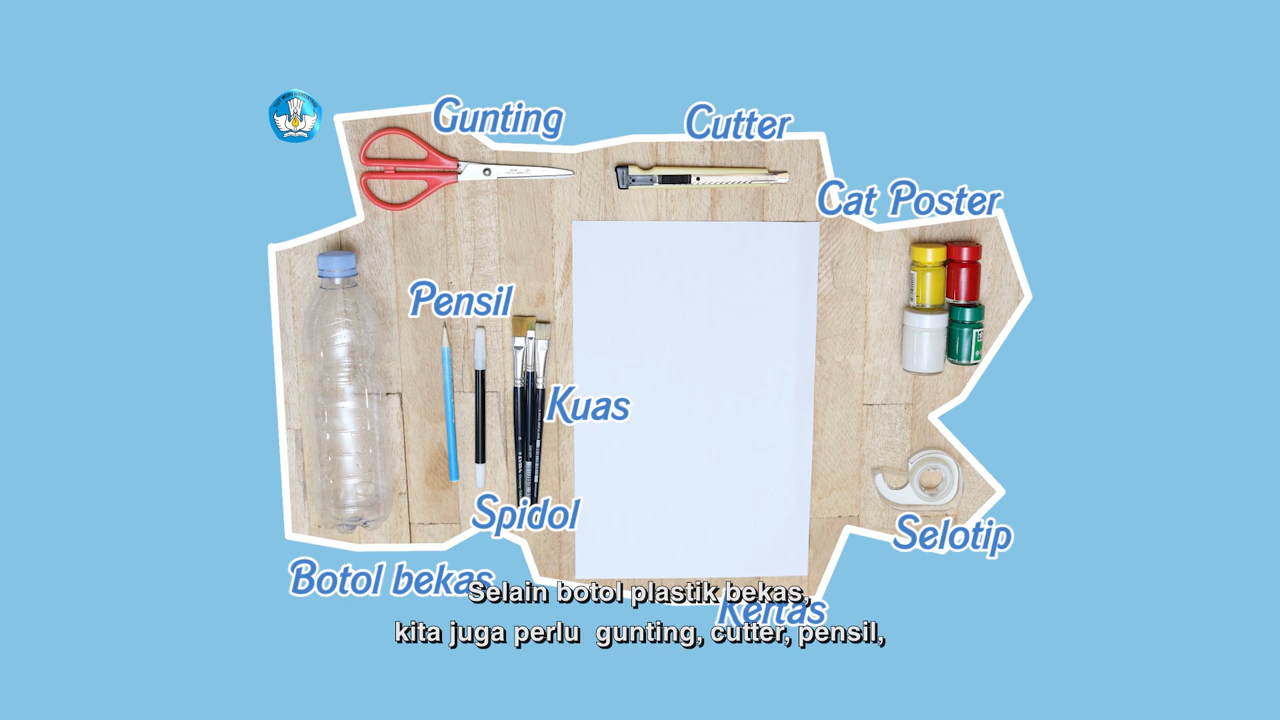 Gunting
Cutter
Cat Poster
Pensil
Kuas
Spidol
Selotip
Botol bekas
Kertas
Selain botol plastik bekas,
kita juga perlu gunting, cutter, pensil,